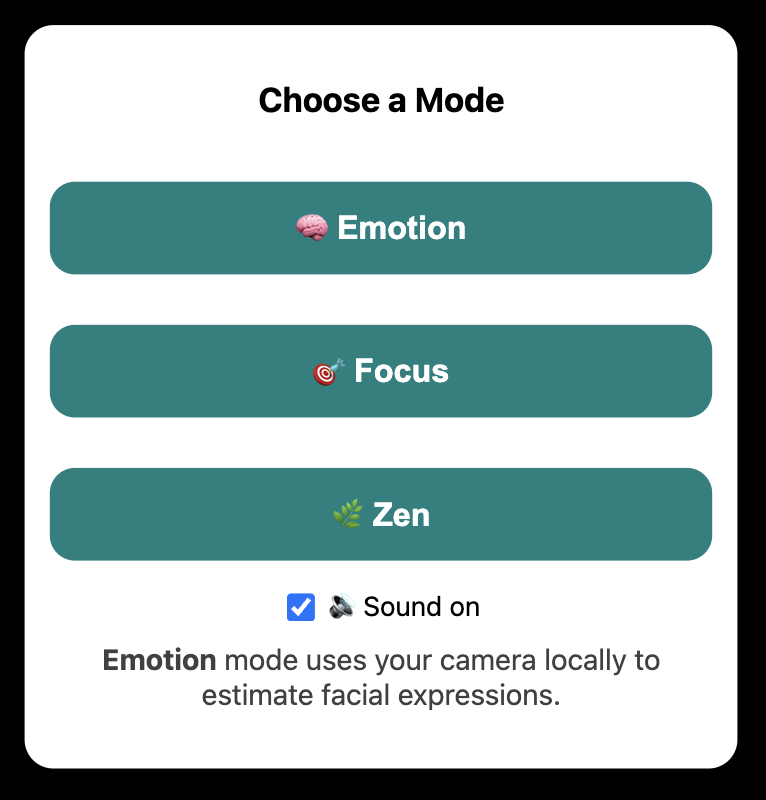 Choose a Mode
🧠 Emotion
🎯 Focus
🌿 Zen
🔊 Sound on
Emotion mode uses your camera locally to
estimate facial expressions.